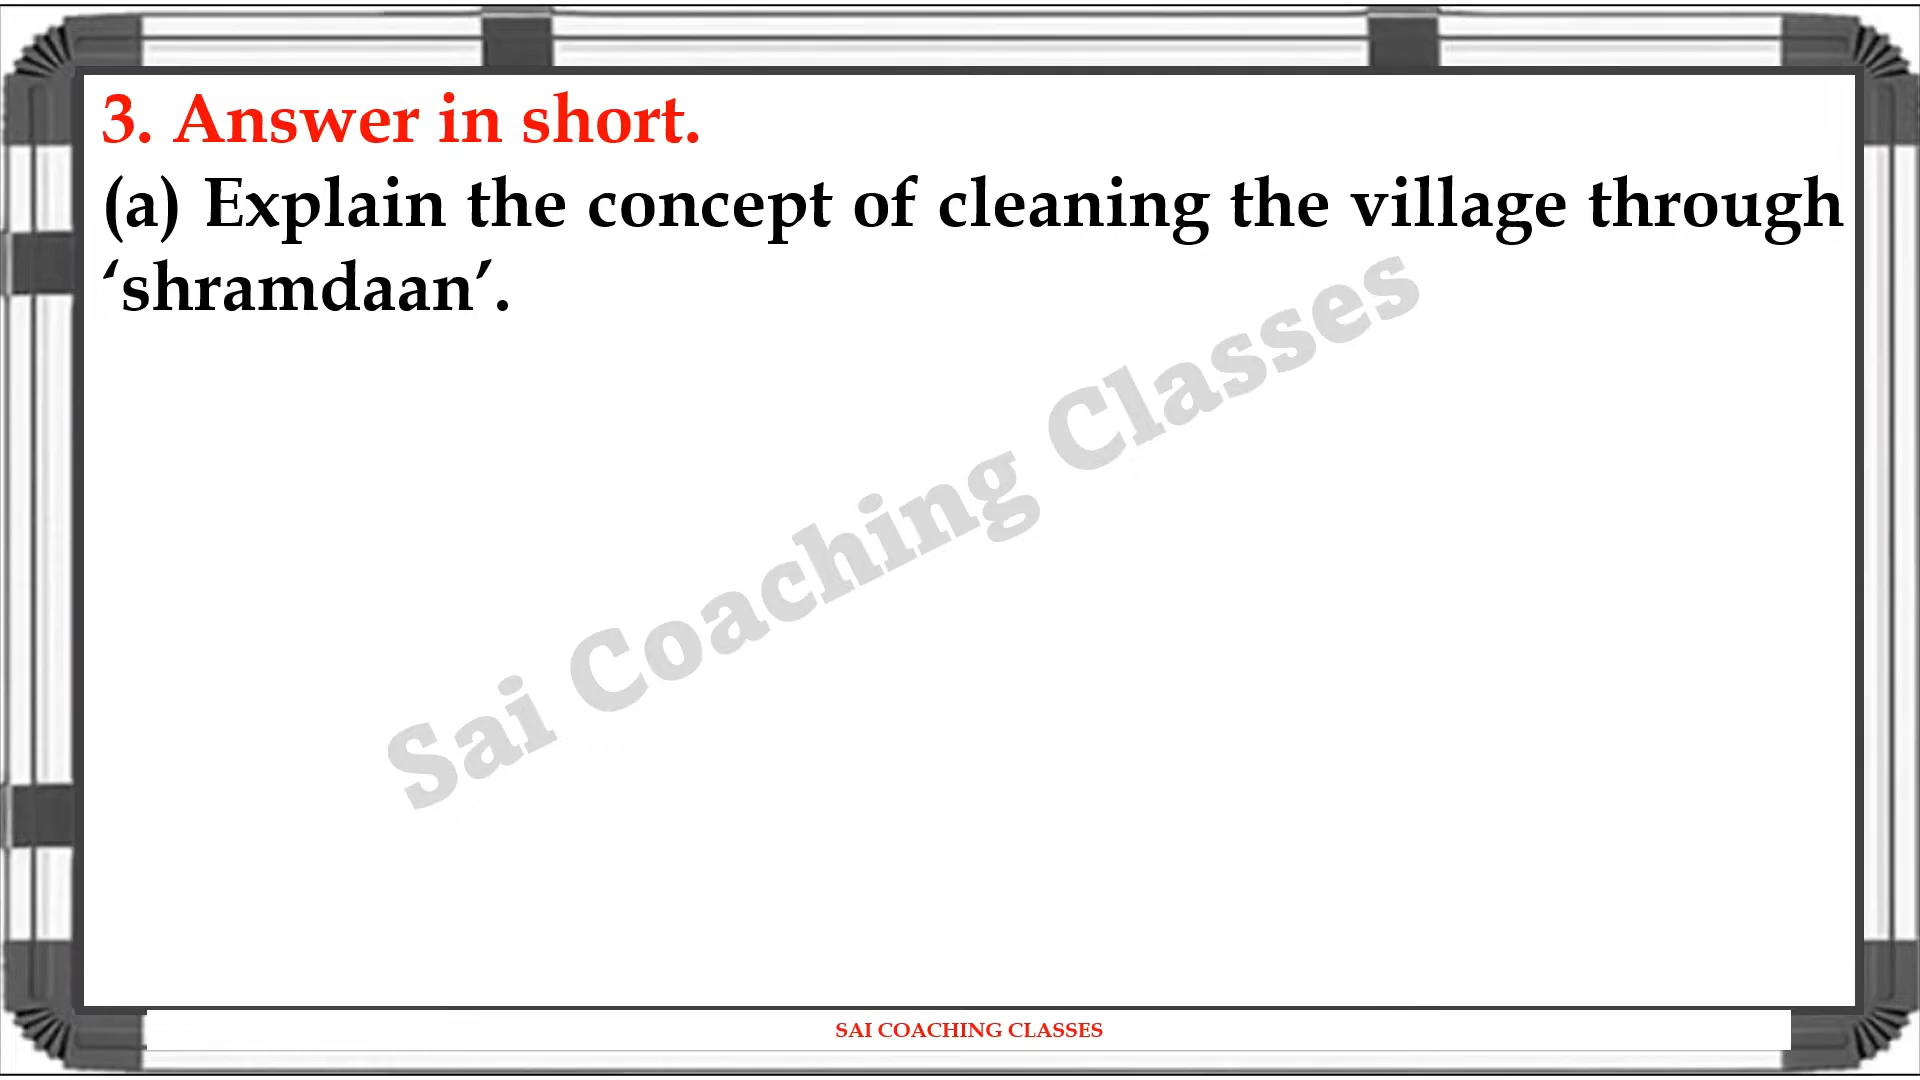 3. Answer in short.
(a) Explain the concept of cleaning the village through
‘shramdaan’.
Sai Coaching Classes
SAI COACHING CLASSES